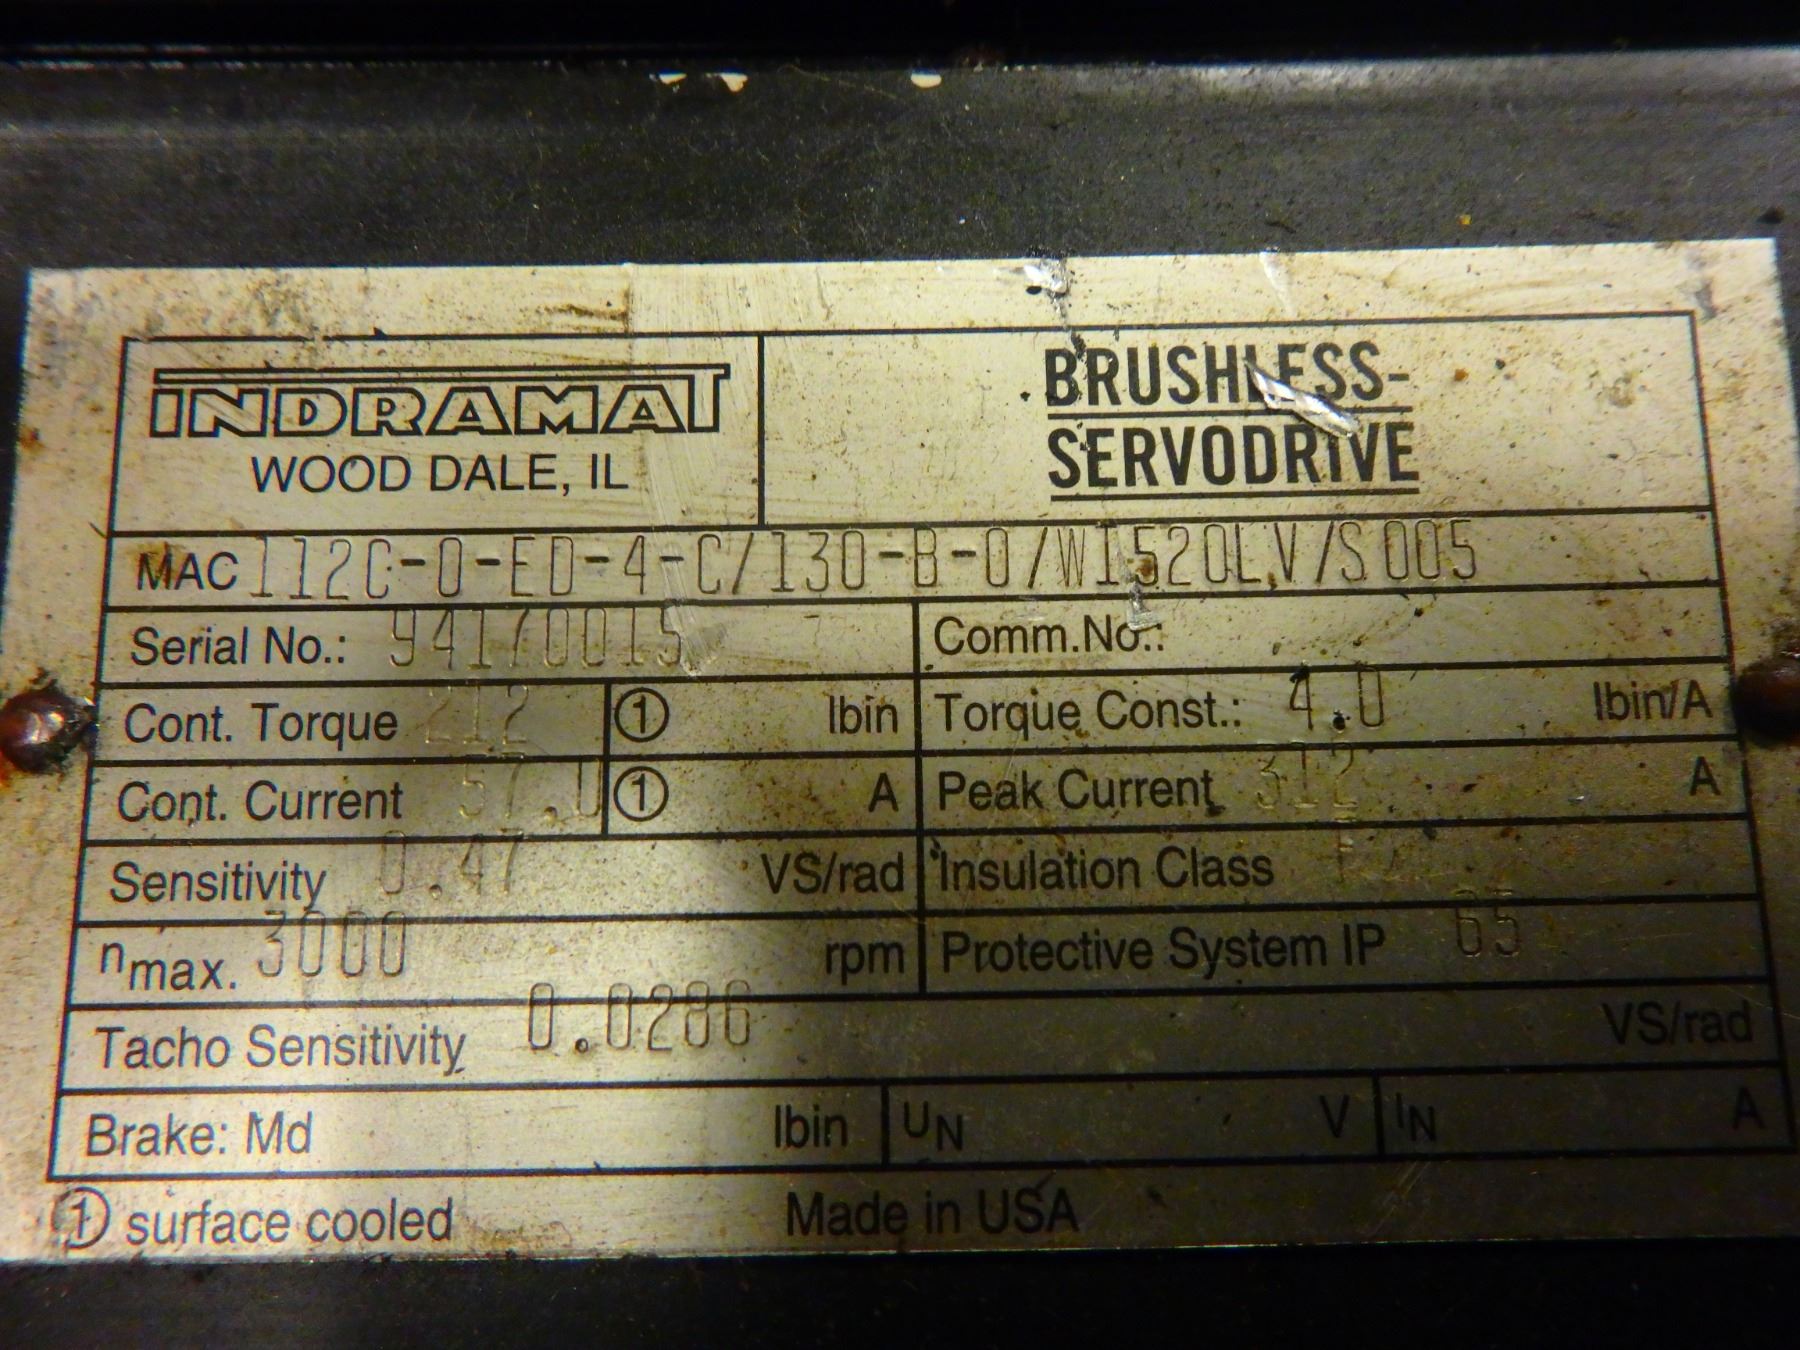 INDRAMAT
WOOD DALE, IL
BRUSHLESS-
SERVODRIVE
MAC 112C-0-ED-4-C/130-B-0/WI520LV/S005
Serial No.: 94170015
Comm.No.:
Cont. Torque 212 ① lbin
Torque Const.: 4.0 lbin/A
Cont. Current 57.0 ① A
Peak Current 312 A
Sensitivity 0.47 VS/rad
Insulation Class F
nmax. 3000 rpm
Protective System IP 65
Tacho Sensitivity 0.0286 VS/rad
Brake: Md lbin UN V IN A
① surface cooled Made in USA